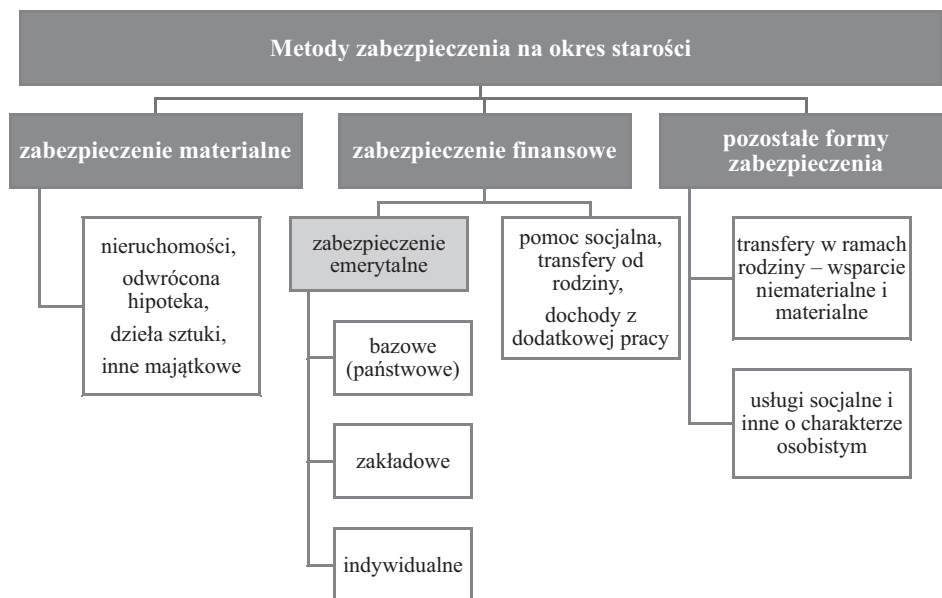 Metody zabezpieczenia na okres starości
zabezpieczenie materialne
nieruchomości,
odwrócona
hipoteka,
dzieła sztuki,
inne majątkowe
zabezpieczenie finansowe
zabezpieczenie
emerytalne
bazowe
(państwowe)
zakładowe
indywidualne
pomoc socjalna,
transfery od
rodziny,
dochody z
dodatkowej pracy
pozostałe formy
zabezpieczenia
transfery w ramach
rodziny – wsparcie
niematerialne i
materialne
usługi socjalne i
inne o charakterze
osobistym